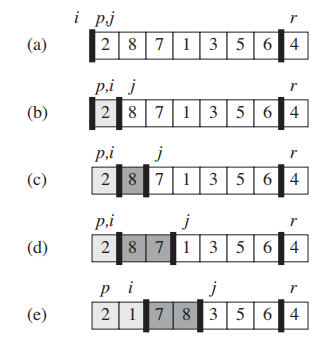 i p,j r
(a) 2 8 7 1 3 5 6 4
p,i j r
(b) 2 8 7 1 3 5 6 4
p,i j r
(c) 2 8 7 1 3 5 6 4
p,i j r
(d) 2 8 7 1 3 5 6 4
p i j r
(e) 2 1 7 8 3 5 6 4